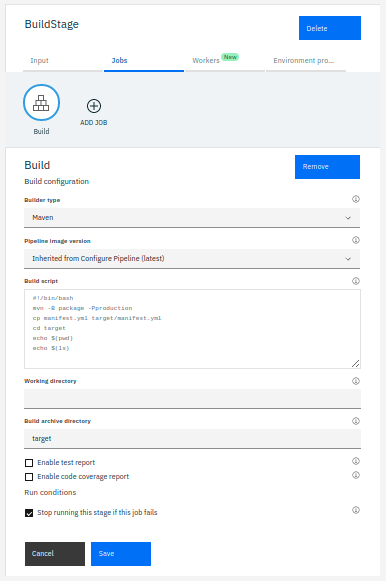 BuildStage
Delete
Input
Jobs
Workers New
Environment pro...
Build
ADD JOB
Build
Remove
Build configuration
Builder type
Maven
Pipeline image version
Inherited from Configure Pipeline (latest)
Build script
#!/bin/bash
mvn -B package -Pproduction
cp manifest.yml target/manifest.yml
cd target
echo $(pwd)
echo $(ls)
Working directory
Build archive directory
target
Enable test report
Enable code coverage report
Run conditions
Stop running this stage if this job fails
Cancel
Save